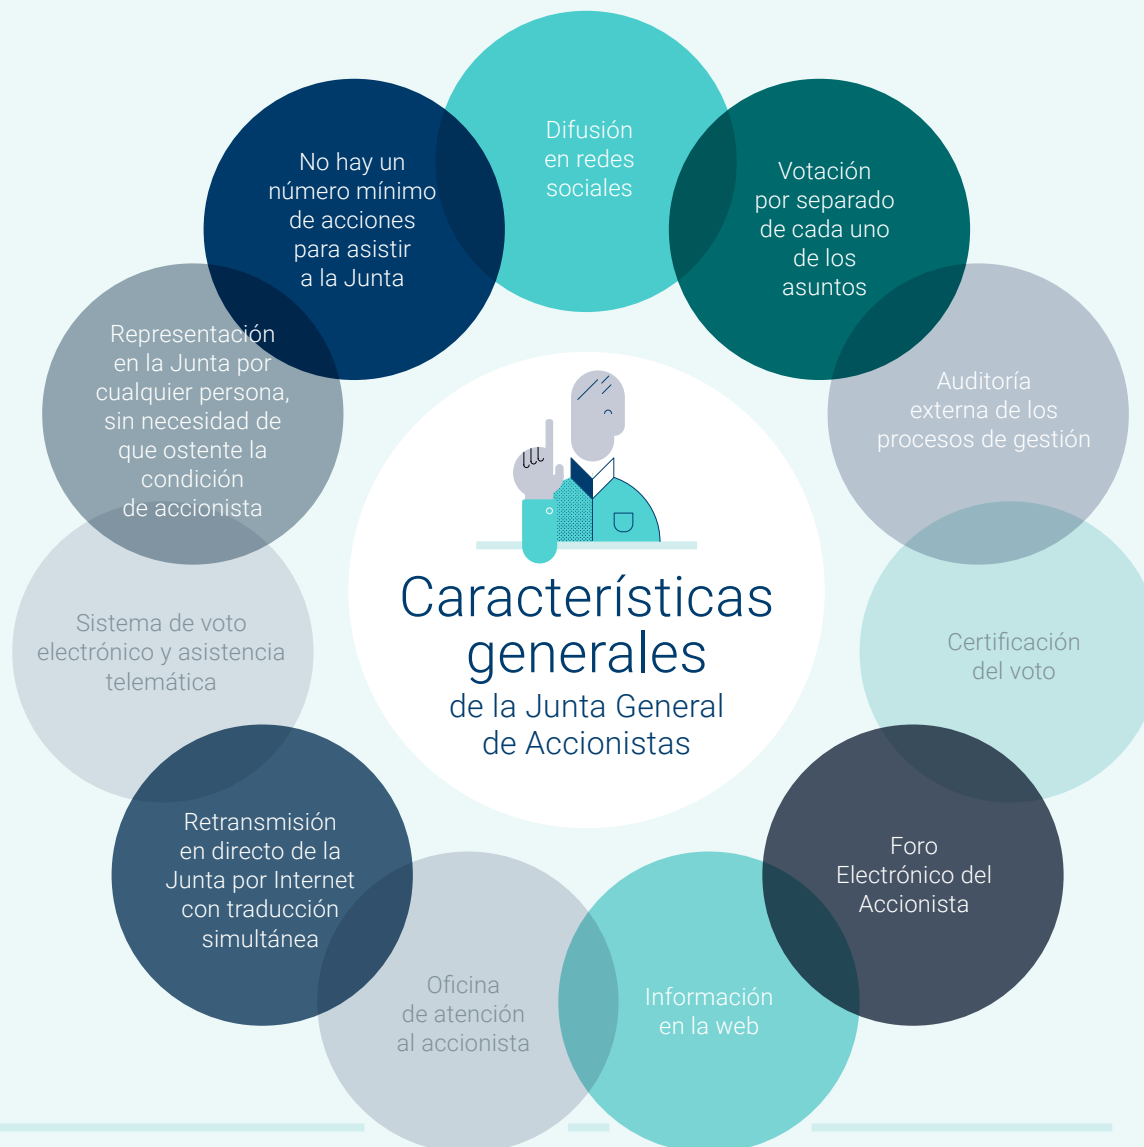 Difusión
en redes
sociales
Votación
por separado
de cada uno
de los
asuntos
Auditoría
externa de los
procesos de gestión
Certificación
del voto
Foro
Electrónico del
Accionista
Información
en la web
Oficina
de atención
al accionista
Retransmisión
en directo de la
Junta por Internet
con traducción
simultánea
Sistema de voto
electrónico y asistencia
telemática
Representación
en la Junta por
cualquier persona,
sin necesidad de
que ostente la
condición
de accionista
No hay un
número mínimo
de acciones
para asistir
a la Junta
Características
generales
de la Junta General
de Accionistas